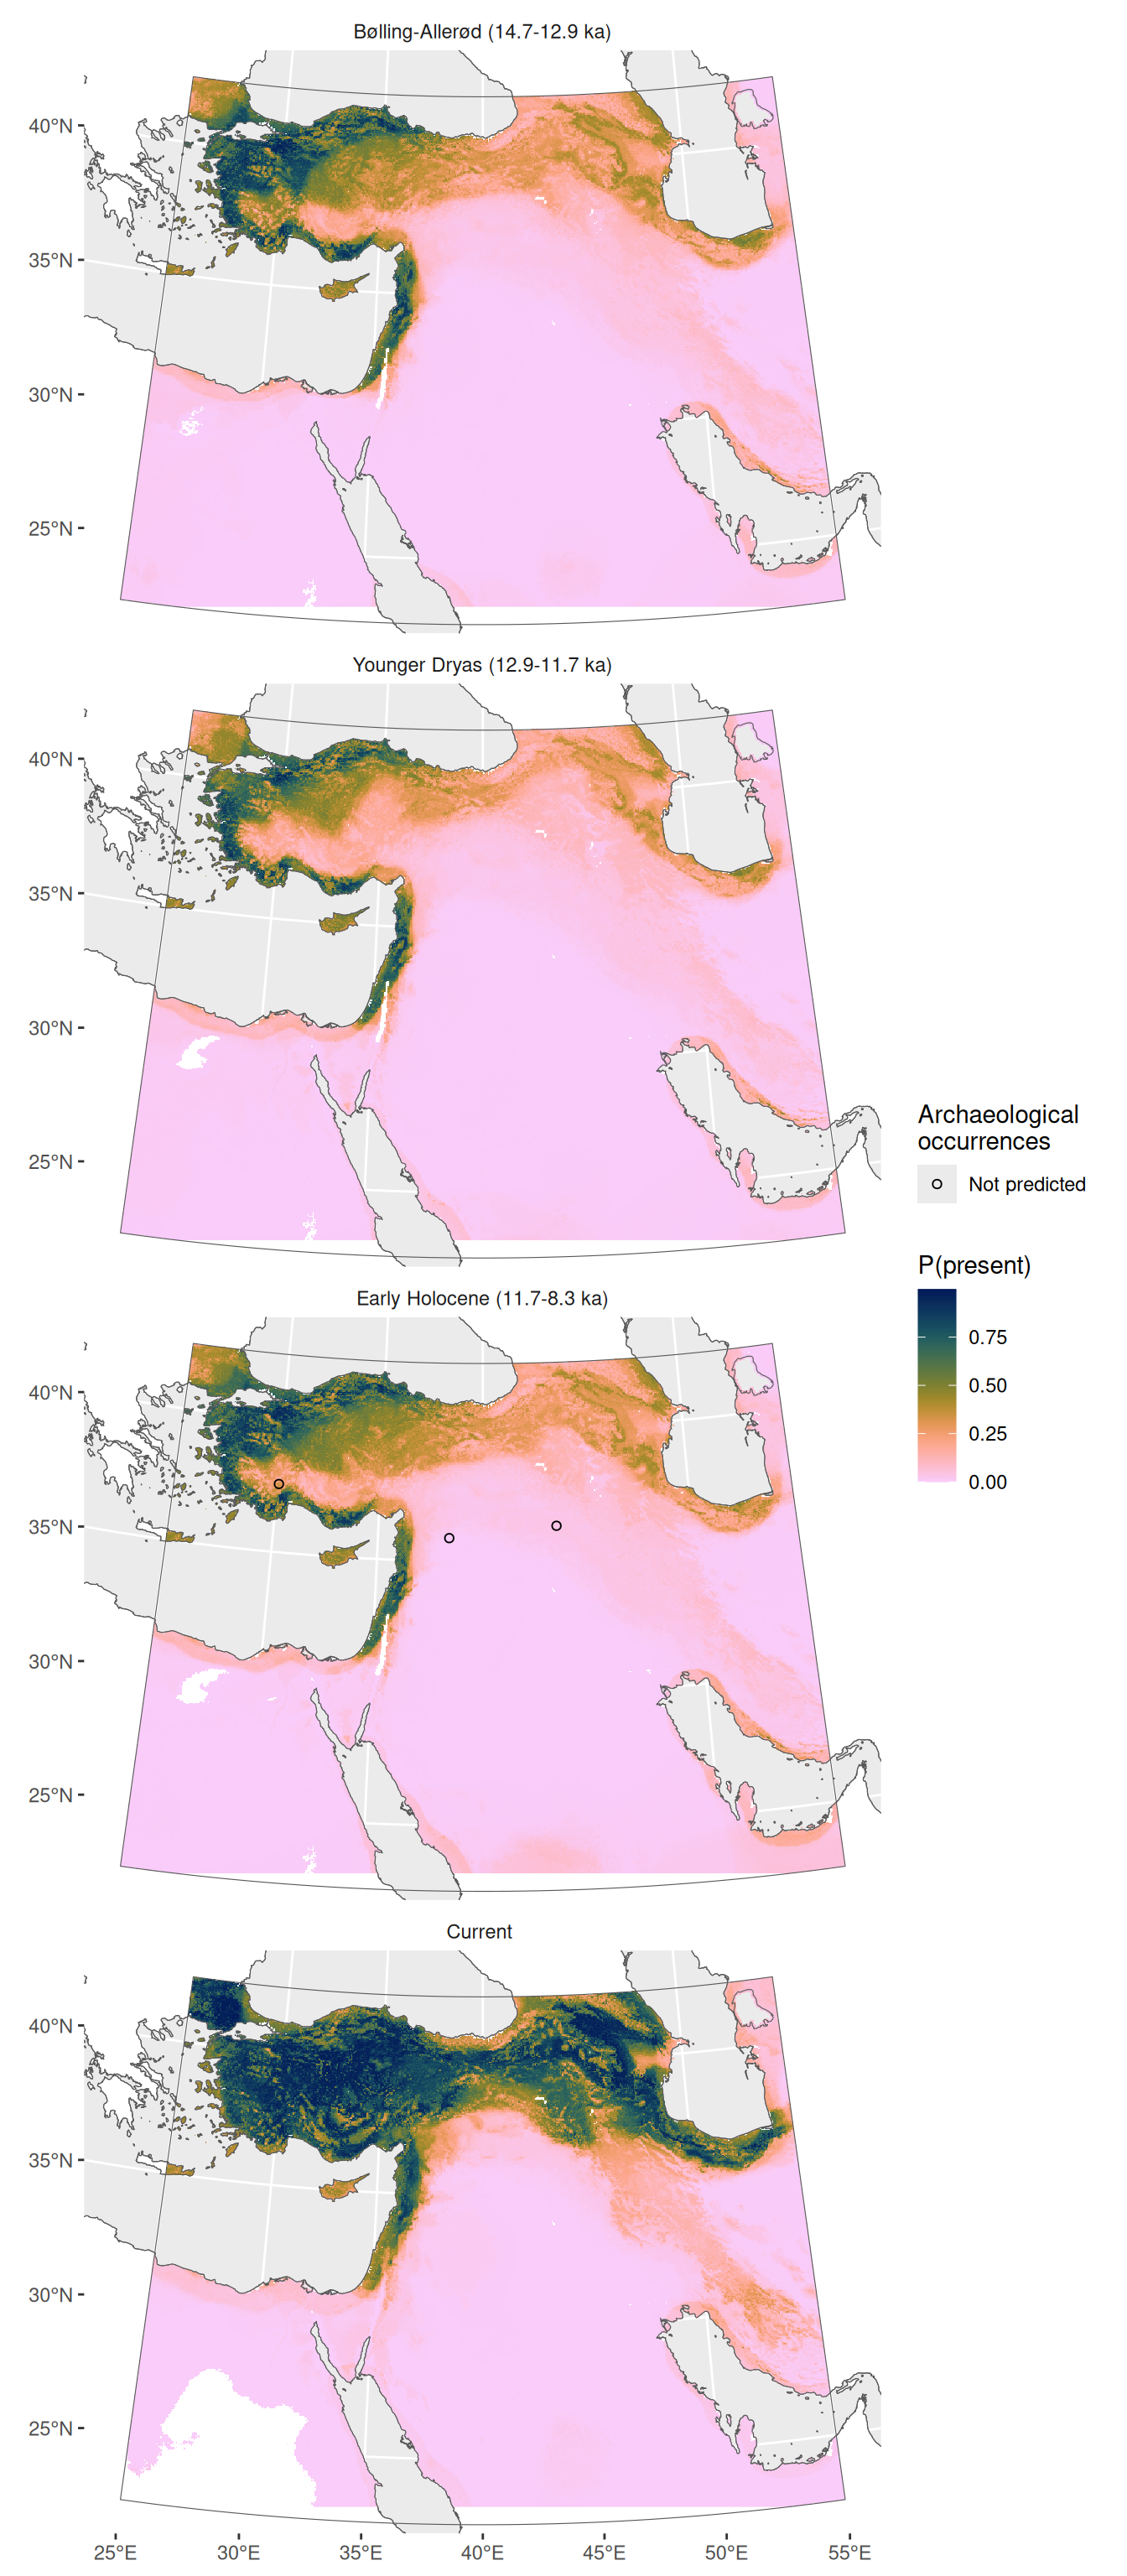 Bølling-Allerød (14.7-12.9 ka)
40°N
35°N
30°N
25°N
Younger Dryas (12.9-11.7 ka)
40°N
35°N
30°N
25°N
Early Holocene (11.7-8.3 ka)
40°N
35°N
30°N
25°N
Current
40°N
35°N
30°N
25°N
25°E 30°E 35°E 40°E 45°E 50°E 55°E
Archaeological
occurrences
Not predicted
P(present)
0.75
0.50
0.25
0.00